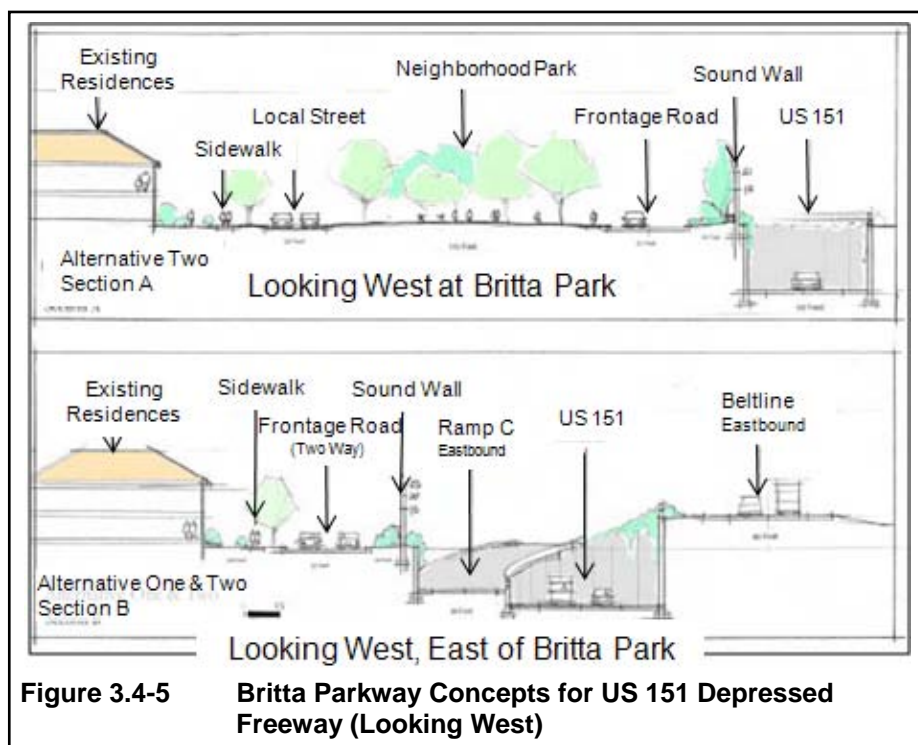 Existing
Residences
Neighborhood Park
Sound Wall
Local Street
Frontage Road
US 151
Sidewalk
Alternative Two
Section A
Looking West at Britta Park
Existing
Residences
Sidewalk
Sound Wall
Frontage Road
(Two Way)
Ramp C
Eastbound
US 151
Beltline
Eastbound
Alternative One & Two
Section B
Looking West, East of Britta Park
Figure 3.4-5 Britta Parkway Concepts for US 151 Depressed
Freeway (Looking West)